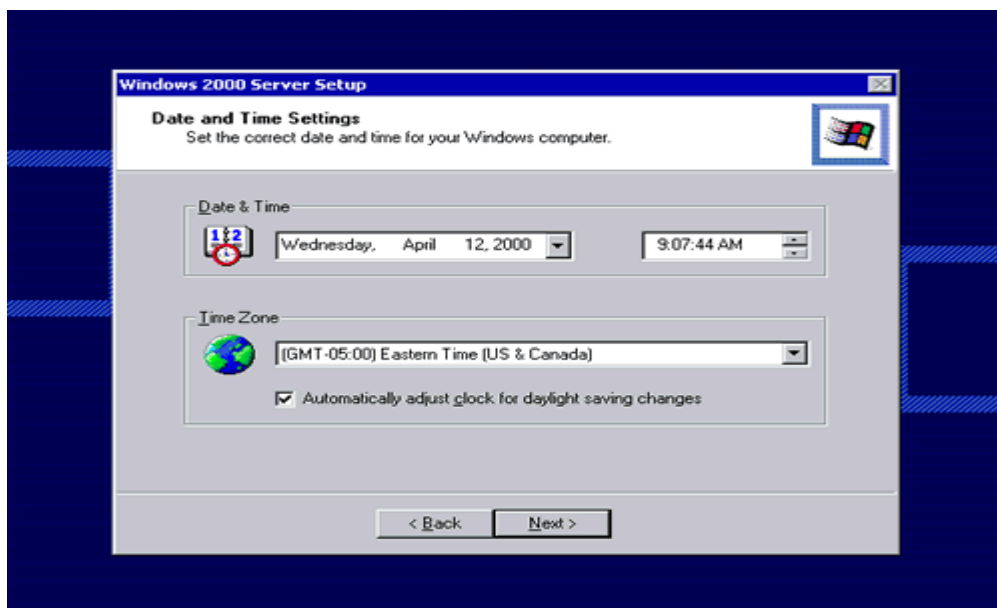 Windows 2000 Server Setup
Date and Time Settings
Set the correct date and time for your Windows computer.
Date & Time
1 2
Wednesday, April 12, 2000
9:07:44 AM
Time Zone
(GMT-05:00) Eastern Time (US & Canada)
Automatically adjust clock for daylight saving changes
< Back
Next >